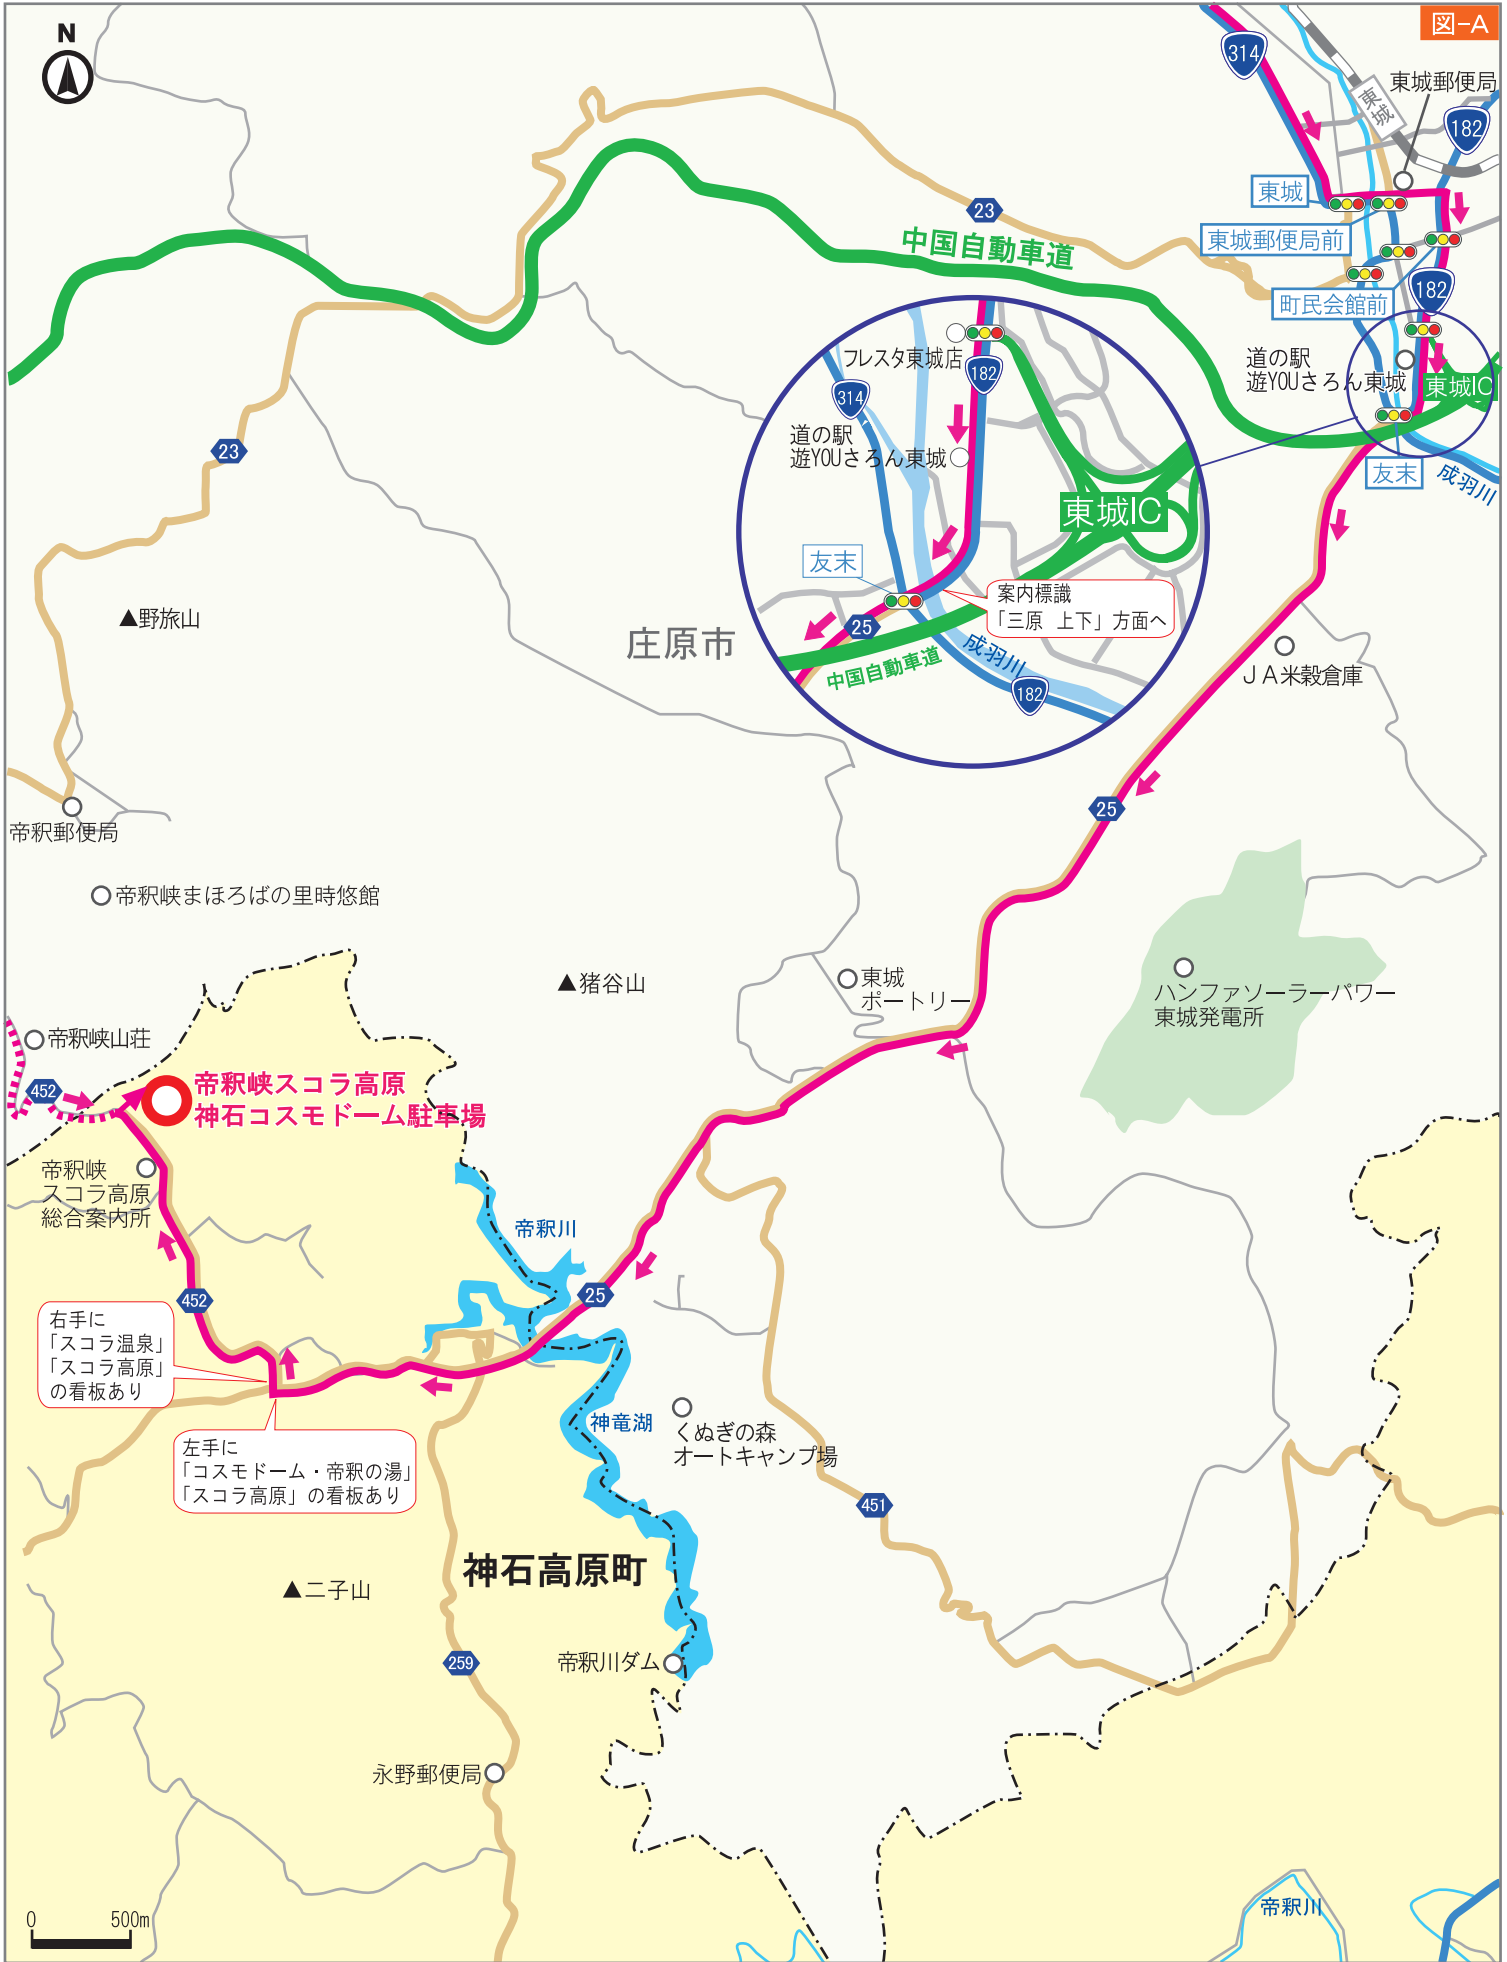 図-A
N
314
東城
東城郵便局
182
東城
23
東城郵便局前
中国自動車道
182
町民会館前
フレスタ東城店
道の駅
遊YOUさろん東城
182
314
東城IC
道の駅
遊YOUさろん東城
23
友末
成羽川
東城IC
友末
案内標識
「三原 上下」方面へ
25
野旅山
庄原市
成羽川
中国自動車道
JA米穀倉庫
182
25
帝釈郵便局
帝釈峡まほろばの里時悠館
猪谷山
東城
ポートリー
ハンファソーラーパワー
東城発電所
帝釈峡山荘
452
帝釈峡スコラ高原
神石コスモドーム駐車場
帝釈峡
スコラ高原
総合案内所
帝釈川
25
452
右手に
「スコラ温泉」
「スコラ高原」
の看板あり
神竜湖
くぬぎの森
オートキャンプ場
左手に
「コスモドーム・帝釈の湯」
「スコラ高原」の看板あり
451
神石高原町
二子山
259
帝釈川ダム
永野郵便局
帝釈川
0 500m